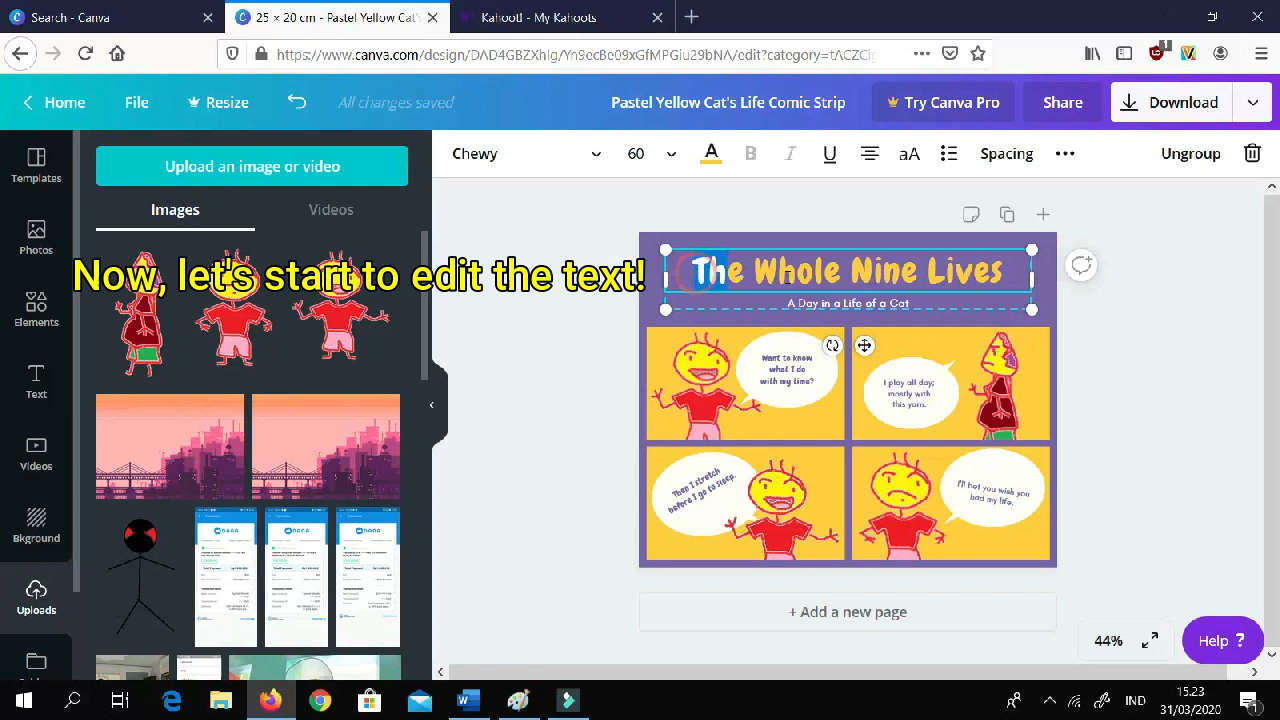 Search - Canva
25 × 20 cm - Pastel Yellow Cat's
Kahoot! - My Kahoots
https://www.canva.com/design/DAD4GBZXhlg/Yn9ecBe09xGfMPGiu29bNA/edit?category=tACZCig
1
Home
File
Resize
All changes saved
Pastel Yellow Cat's Life Comic Strip
Try Canva Pro
Share
Download
Templates
Photos
Elements
Text
Videos
Bkground
Uploads
Upload an image or video
Images
Videos
Chewy
60
A
B
I
U
aA
Spacing
Ungroup
Now, let's start to edit the text!
The Whole Nine Lives
A Day in a Life of a Cat
Want to know
what I do
with my time?
I play all day;
mostly with
this yarn.
Then I stretch
before I go to sleep.
I'll bet you wish you
had my life.
+ Add a new page
44%
Help ?
IND
15.23
31/03/2020